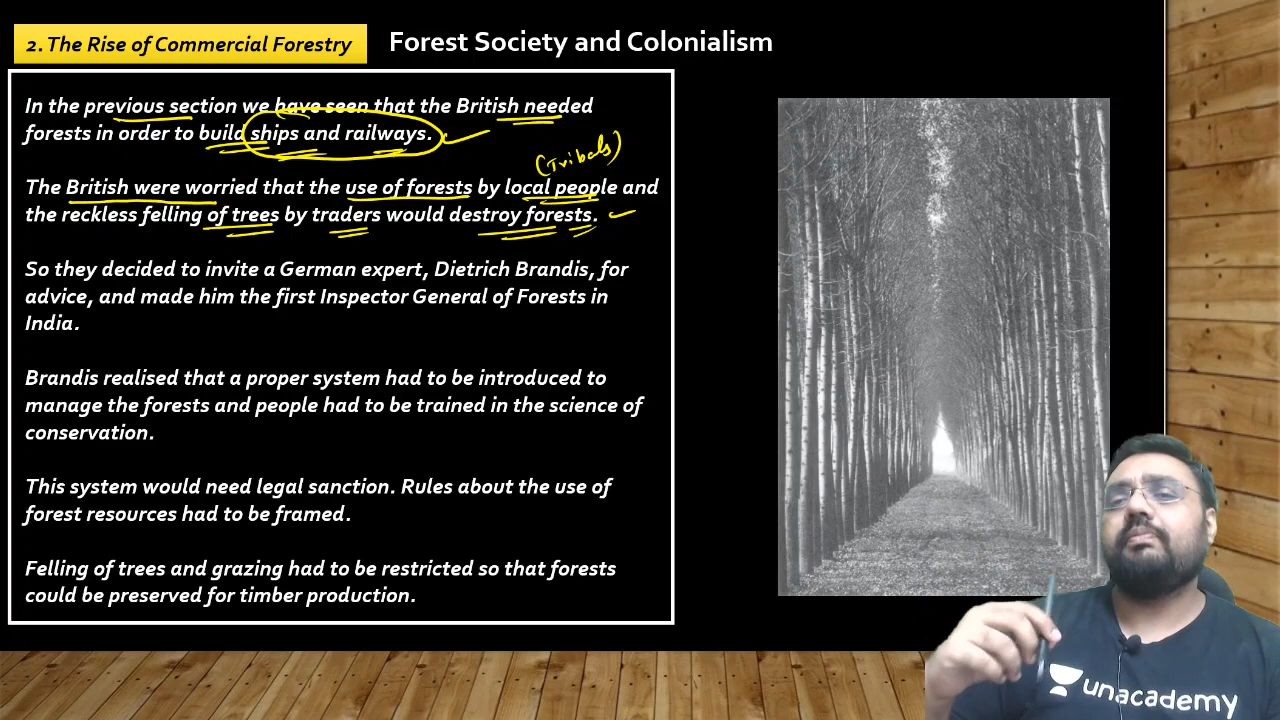 2. The Rise of Commercial Forestry
Forest Society and Colonialism
In the previous section we have seen that the British needed
forests in order to build ships and railways.
(Tribals)
The British were worried that the use of forests by local people and
the reckless felling of trees by traders would destroy forests.
So they decided to invite a German expert, Dietrich Brandis, for
advice, and made him the first Inspector General of Forests in
India.
Brandis realised that a proper system had to be introduced to
manage the forests and people had to be trained in the science of
conservation.
This system would need legal sanction. Rules about the use of
forest resources had to be framed.
Felling of trees and grazing had to be restricted so that forests
could be preserved for timber production.
unacademy